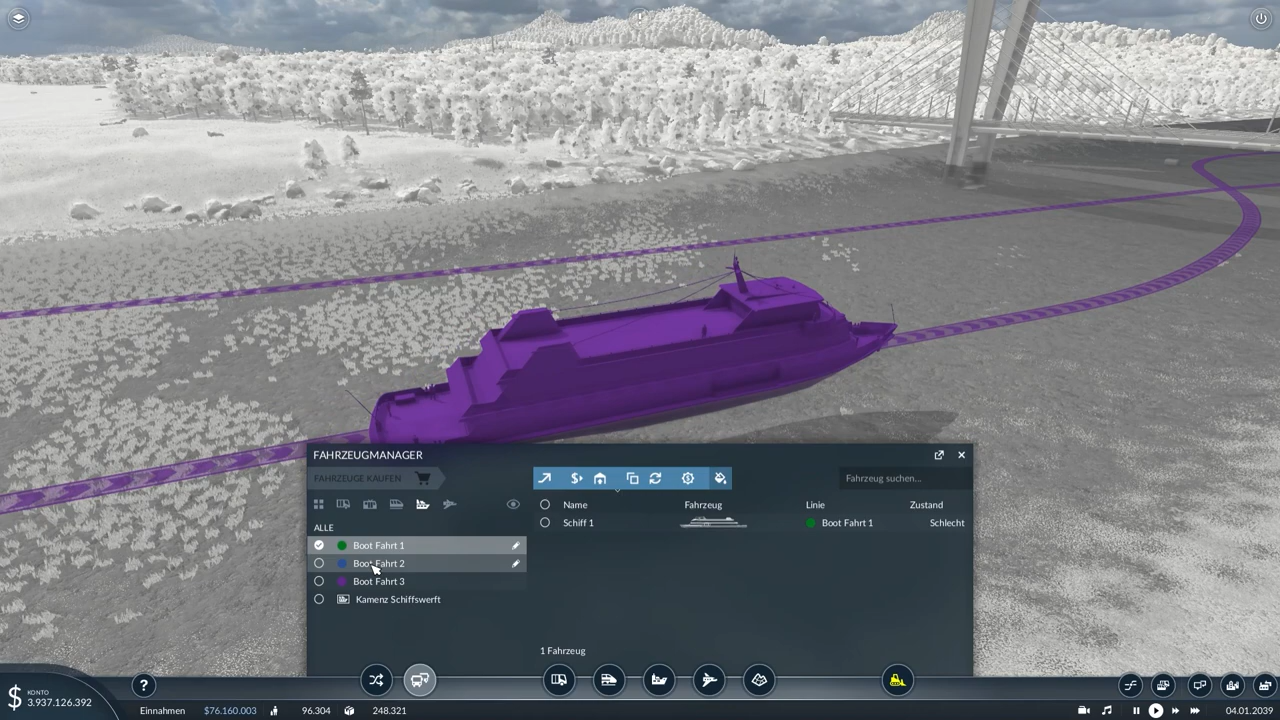 FAHRZEUGMANAGER
FAHRZEUGE KAUFEN
Fahrzeug suchen...
Name Fahrzeug Linie Zustand
ALLE
Schiff 1 Boot Fahrt 1 Schlecht
Boot Fahrt 1
Boot Fahrt 2
Boot Fahrt 3
Kamenz Schiffswerft
1 Fahrzeug
$ KONTO
3.937.126.392
?
Einnahmen $76.160.003 96.304 248.321 04.01.2039